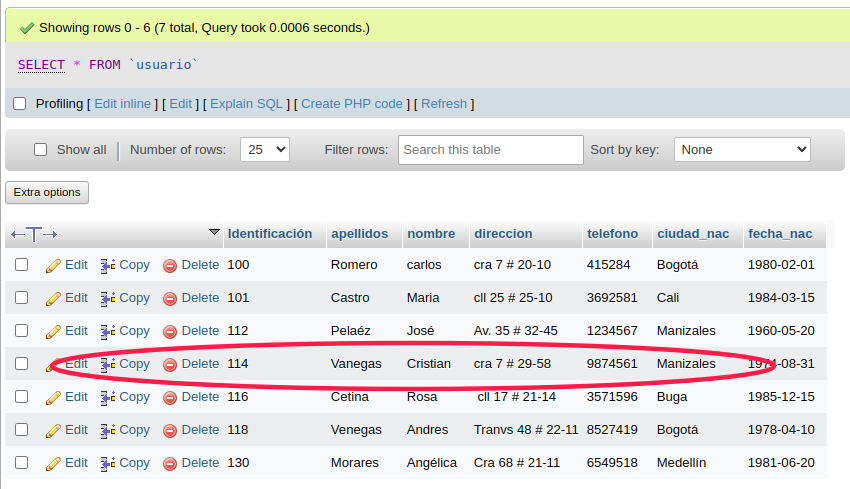 Showing rows 0 - 6 (7 total, Query took 0.0006 seconds.)
SELECT * FROM `usuario`
Profiling [ Edit inline ] [ Edit ] [ Explain SQL ] [ Create PHP code ] [ Refresh ]
Show all Number of rows: 25 Filter rows: Search this table Sort by key: None
Extra options
Identificación apellidos nombre direccion telefono ciudad_nac fecha_nac
Edit Copy Delete 100 Romero carlos cra 7 # 20-10 415284 Bogotá 1980-02-01
Edit Copy Delete 101 Castro Maria cll 25 # 25-10 3692581 Cali 1984-03-15
Edit Copy Delete 112 Pelaéz José Av. 35 # 32-45 1234567 Manizales 1960-05-20
Edit Copy Delete 114 Vanegas Cristian cra 7 # 29-58 9874561 Manizales 1974-08-31
Edit Copy Delete 116 Cetina Rosa cll 17 # 21-14 3571596 Buga 1985-12-15
Edit Copy Delete 118 Venegas Andres Tranvs 48 # 22-11 8527419 Bogotá 1978-04-10
Edit Copy Delete 130 Morares Angélica Cra 68 # 21-11 6549518 Medellín 1981-06-20